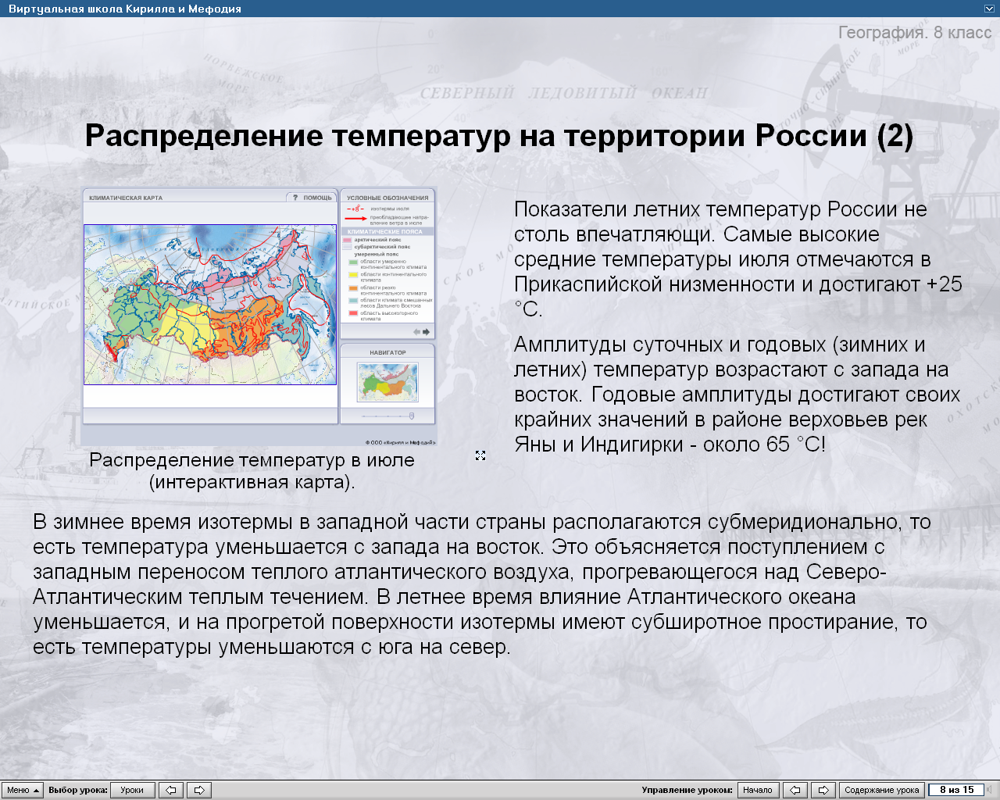 Виртуальная школа Кирилла и Мефодия
География. 8 класс
НОРВЕЖСКОЕ
МОРЕ
СЕВЕРНЫЙ ЛЕДОВИТЫЙ ОКЕАН
Распределение температур на территории России (2)
КЛИМАТИЧЕСКАЯ КАРТА
? ПОМОЩЬ
УСЛОВНЫЕ ОБОЗНАЧЕНИЯ
изотермы июля
преобладающее напра-
вление ветра в июле
КЛИМАТИЧЕСКИЕ ПОЯСА
арктический пояс
субарктический пояс
умеренный пояс
области умеренно
континентального климата
области континентального
климата
области резко
континентального климата
области климата смешанных
лесов Дальнего Востока
область высокогорного
климата
НАВИГАТОР
© ООО «Кирилл и Мефодий»
Распределение температур в июле
(интерактивная карта).
Показатели летних температур России не
столь впечатляющи. Самые высокие
средние температуры июля отмечаются в
Прикаспийской низменности и достигают +25
°С.
Амплитуды суточных и годовых (зимних и
летних) температур возрастают с запада на
восток. Годовые амплитуды достигают своих
крайних значений в районе верховьев рек
Яны и Индигирки - около 65 °С!
В зимнее время изотермы в западной части страны располагаются субмеридионально, то
есть температура уменьшается с запада на восток. Это объясняется поступлением с
западным переносом теплого атлантического воздуха, прогревающегося над Северо-
Атлантическим теплым течением. В летнее время влияние Атлантического океана
уменьшается, и на прогретой поверхности изотермы имеют субширотное простирание, то
есть температуры уменьшаются с юга на север.
Меню
Выбор урока:
Уроки
Управление уроком:
Начало
Содержание урока
8 из 15